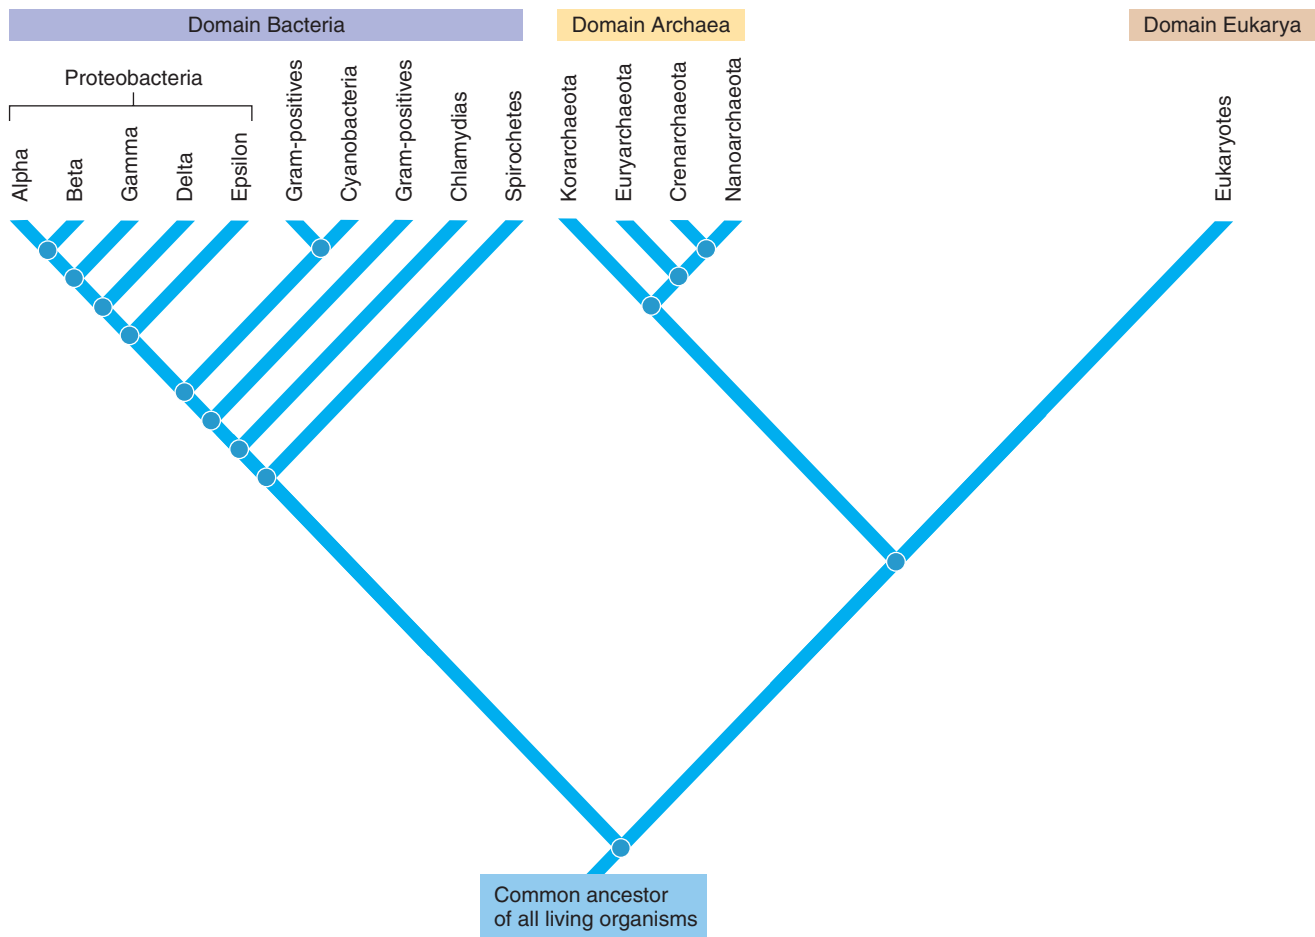 Domain Bacteria
Domain Archaea
Domain Eukarya
Proteobacteria
Alpha
Beta
Gamma
Delta
Epsilon
Gram-positives
Cyanobacteria
Gram-positives
Chlamydias
Spirochetes
Korarchaeota
Euryarchaeota
Crenarchaeota
Nanoarchaeota
Eukaryotes
Common ancestor
of all living organisms